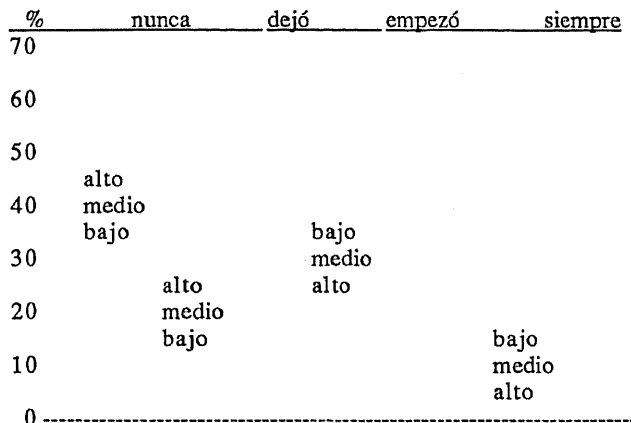 % nunca dejó empezó siempre
70
60
50
alto
40 medio
bajo bajo
30 medio
alto alto
20 medio
bajo bajo
10 medio
alto
0